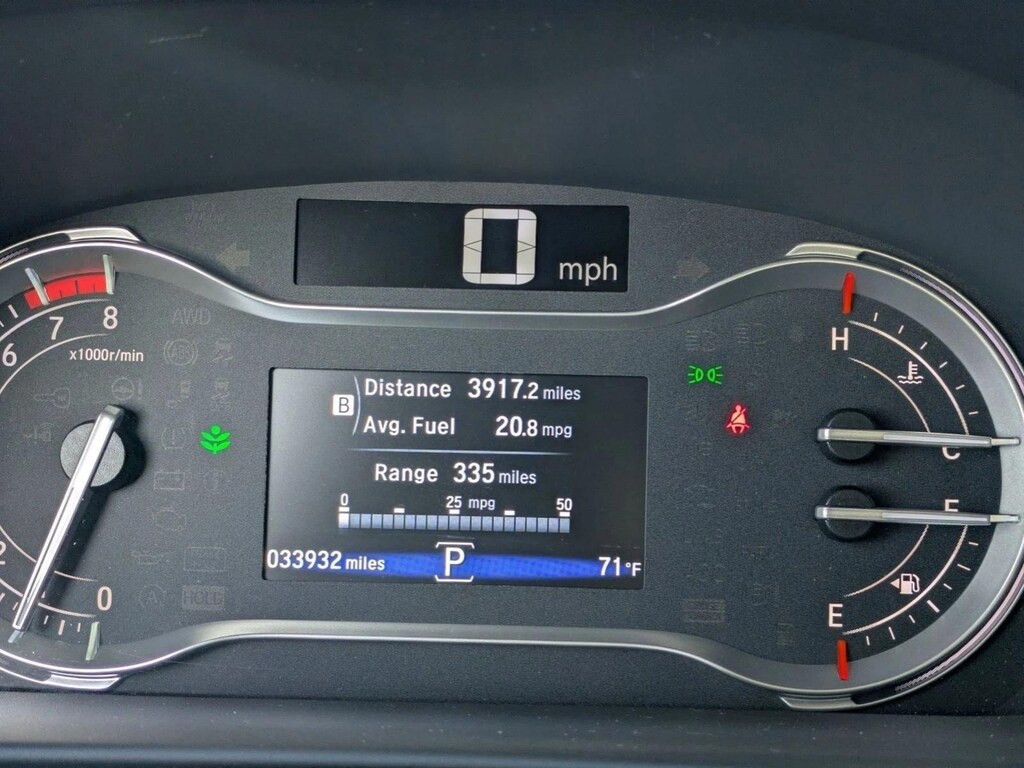 0 mph
8
7
6
x1000r/min
AWD
2
0
HOLD
B
Distance 3917.2 miles
Avg. Fuel 20.8 mpg
Range 335 miles
0 25 mpg 50
033932 miles P 71°F
H
C
F
E